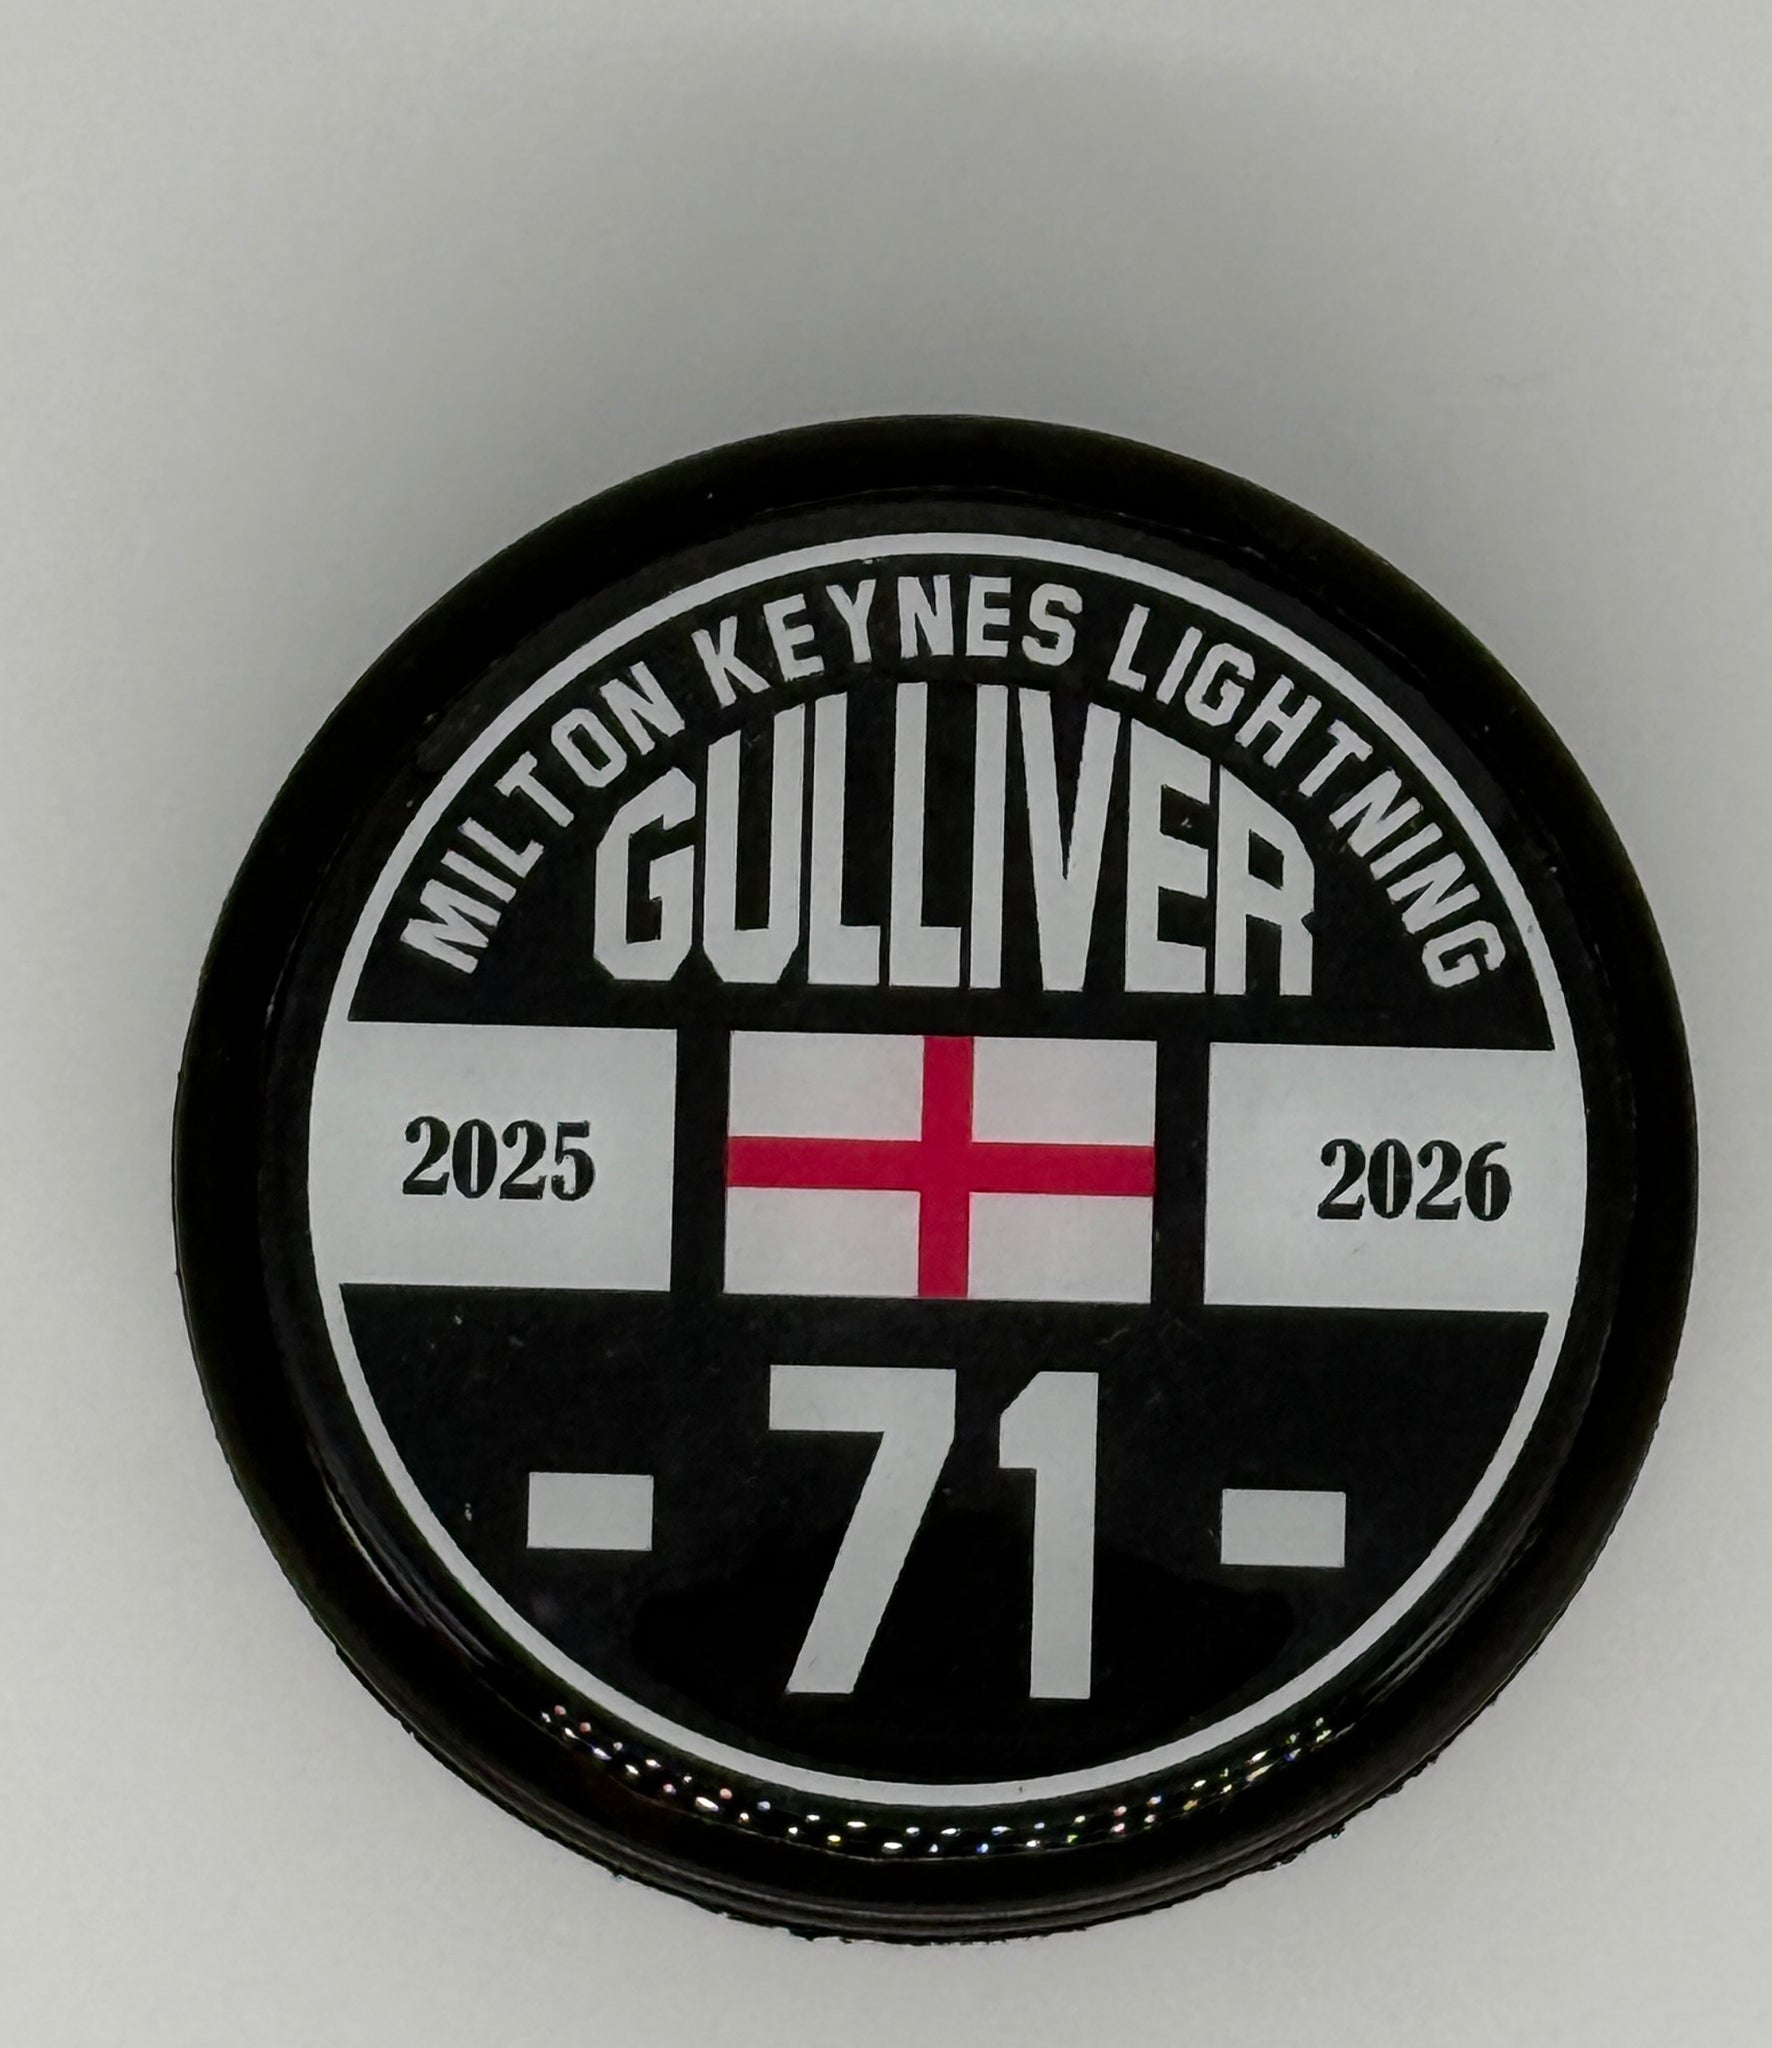 MILTON KEYNES LIGHTNING
GULLIVER
2025
2026
- 71 -